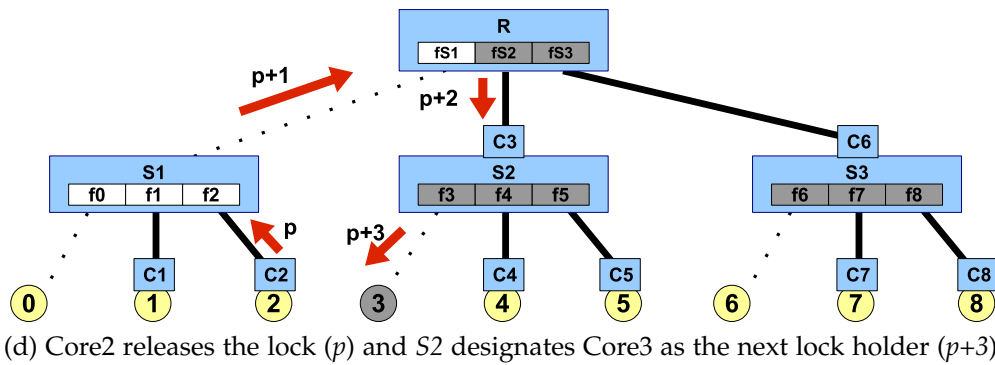 R
fS1 fS2 fS3
p+1
p+2
C3 C6
S1 S2 S3
f0 f1 f2 f3 f4 f5 f6 f7 f8
p p+3
C1 C2 C4 C5 C7 C8
0 1 2 3 4 5 6 7 8
(d) Core2 releases the lock (p) and S2 designates Core3 as the next lock holder (p+3)